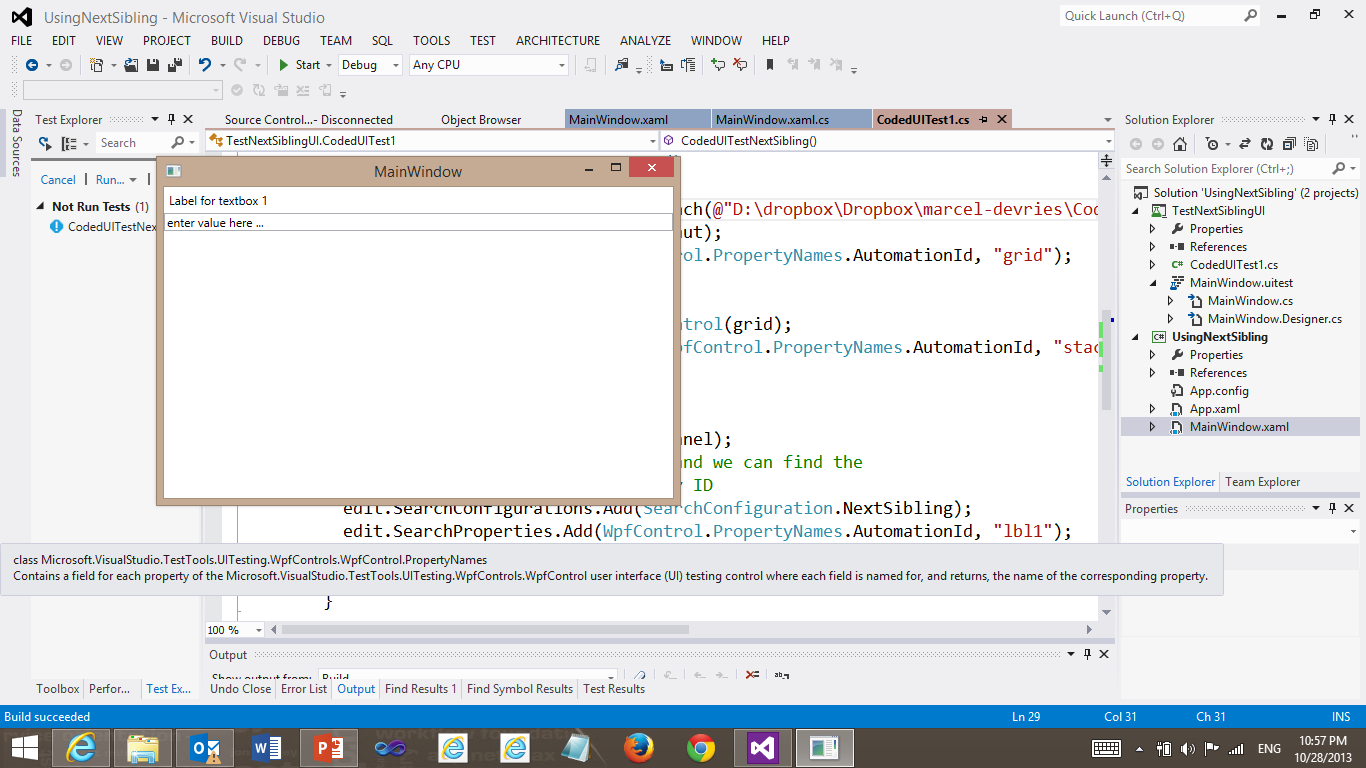 UsingNextSibling - Microsoft Visual Studio
Quick Launch (Ctrl+Q)
FILE EDIT VIEW PROJECT BUILD DEBUG TEAM SQL TOOLS TEST ARCHITECTURE ANALYZE WINDOW HELP
Start Debug Any CPU
Data Sources
Test Explorer
Search
Cancel Run...
Not Run Tests (1)
CodedUITestNex
Source Control...- Disconnected Object Browser MainWindow.xaml MainWindow.xaml.cs CodedUITest1.cs
TestNextSiblingUI.CodedUITest1 CodedUITestNextSibling()
MainWindow
Label for textbox 1
enter value here ...
nch(@"D:\dropbox\Dropbox\marcel-devries\Cod
ut);
ol.PropertyNames.AutomationId, "grid");
ntrol(grid);
pfControl.PropertyNames.AutomationId, "stac
nel);
and we can find the
ID
edit.SearchConfigurations.Add(SearchConfiguration.NextSibling);
edit.SearchProperties.Add(WpfControl.PropertyNames.AutomationId, "lbl1");
class Microsoft.VisualStudio.TestTools.UITesting.WpfControls.WpfControl.PropertyNames
Contains a field for each property of the Microsoft.VisualStudio.TestTools.UITesting.WpfControls.WpfControl user interface (UI) testing control where each field is named for, and returns, the name of the corresponding property.
}
100 %
Output
Show output from: Build
Toolbox Perfor... Test Ex...
Undo Close Error List Output Find Results 1 Find Symbol Results Test Results
Solution Explorer
Search Solution Explorer (Ctrl+;)
Solution 'UsingNextSibling' (2 projects)
TestNextSiblingUI
Properties
References
CodedUITest1.cs
MainWindow.uitest
MainWindow.cs
MainWindow.Designer.cs
UsingNextSibling
Properties
References
App.config
App.xaml
MainWindow.xaml
Solution Explorer Team Explorer
Properties
Build succeeded Ln 29 Col 31 Ch 31 INS
ENG
10:57 PM
10/28/2013